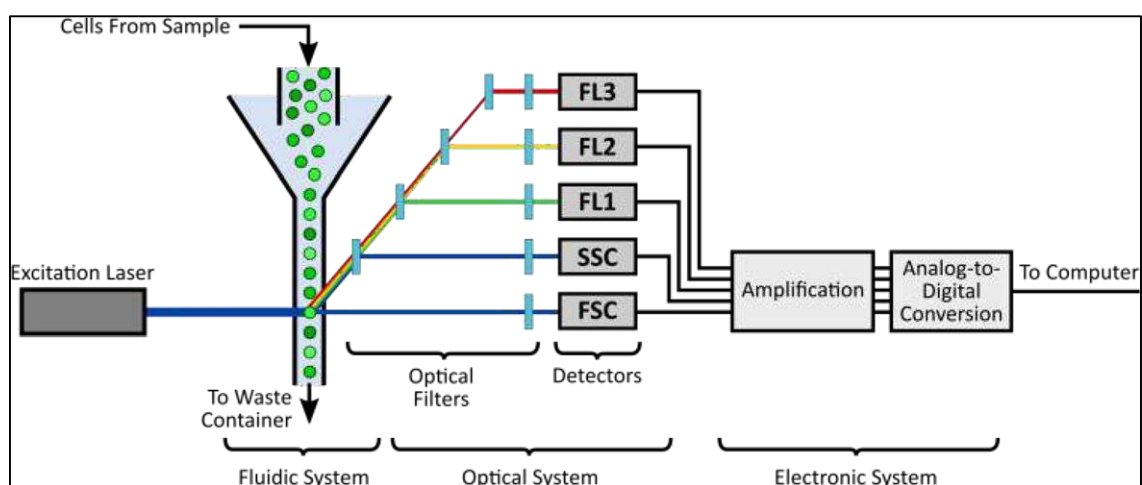 Cells From Sample
FL3
FL2
FL1
SSC
FSC
Excitation Laser
Amplification
Analog-to-
Digital
Conversion
To Computer
To Waste
Container
Optical
Filters
Detectors
Fluidic System
Optical System
Electronic System